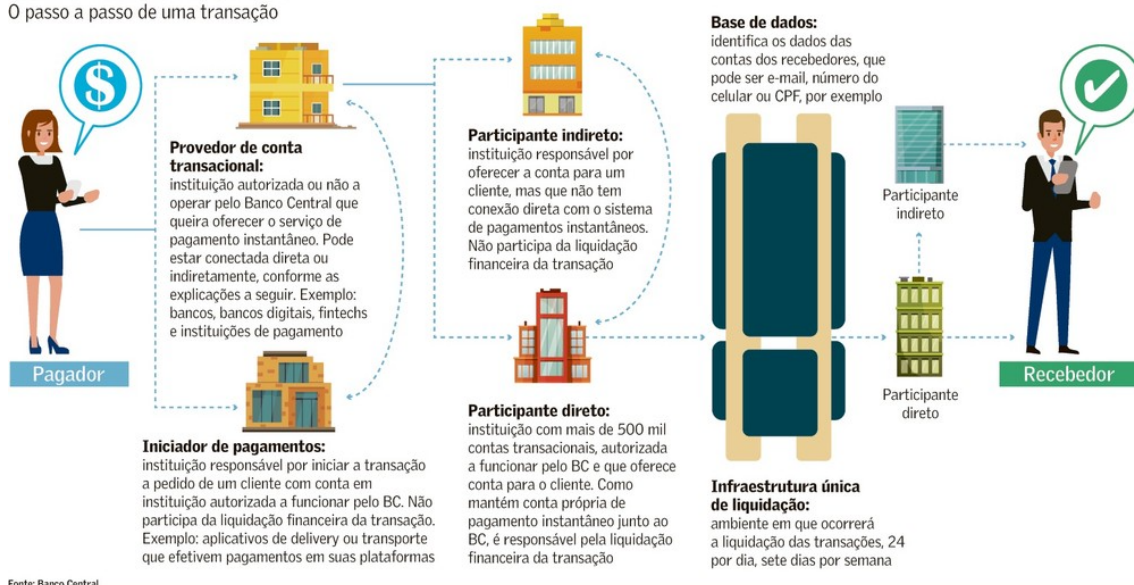 O passo a passo de uma transação
$
Pagador
Provedor de conta
transacional:
instituição autorizada ou não a
operar pelo Banco Central que
queira oferecer o serviço de
pagamento instantâneo. Pode
estar conectada direta ou
indiretamente, conforme as
explicações a seguir. Exemplo:
bancos, bancos digitais, fintechs
e instituições de pagamento
Iniciador de pagamentos:
instituição responsável por iniciar a transação
a pedido de um cliente com conta em
instituição autorizada a funcionar pelo BC. Não
participa da liquidação financeira da transação.
Exemplo: aplicativos de delivery ou transporte
que efetivem pagamentos em suas plataformas
Participante indireto:
instituição responsável por
oferecer a conta para um
cliente, mas que não tem
conexão direta com o sistema
de pagamentos instantâneos.
Não participa da liquidação
financeira da transação
Participante direto:
instituição com mais de 500 mil
contas transacionais, autorizada
a funcionar pelo BC e que oferece
conta para o cliente. Como
mantém conta própria de
pagamento instantâneo junto ao
BC, é responsável pela liquidação
financeira da transação
Base de dados:
identifica os dados das
contas dos recebedores, que
pode ser e-mail, número do
celular ou CPF, por exemplo
Infraestrutura única
de liquidação:
ambiente em que ocorrerá
a liquidação das transações, 24
por dia, sete dias por semana
Participante
indireto
Participante
direto
Recebedor
Fonte: Banco Central